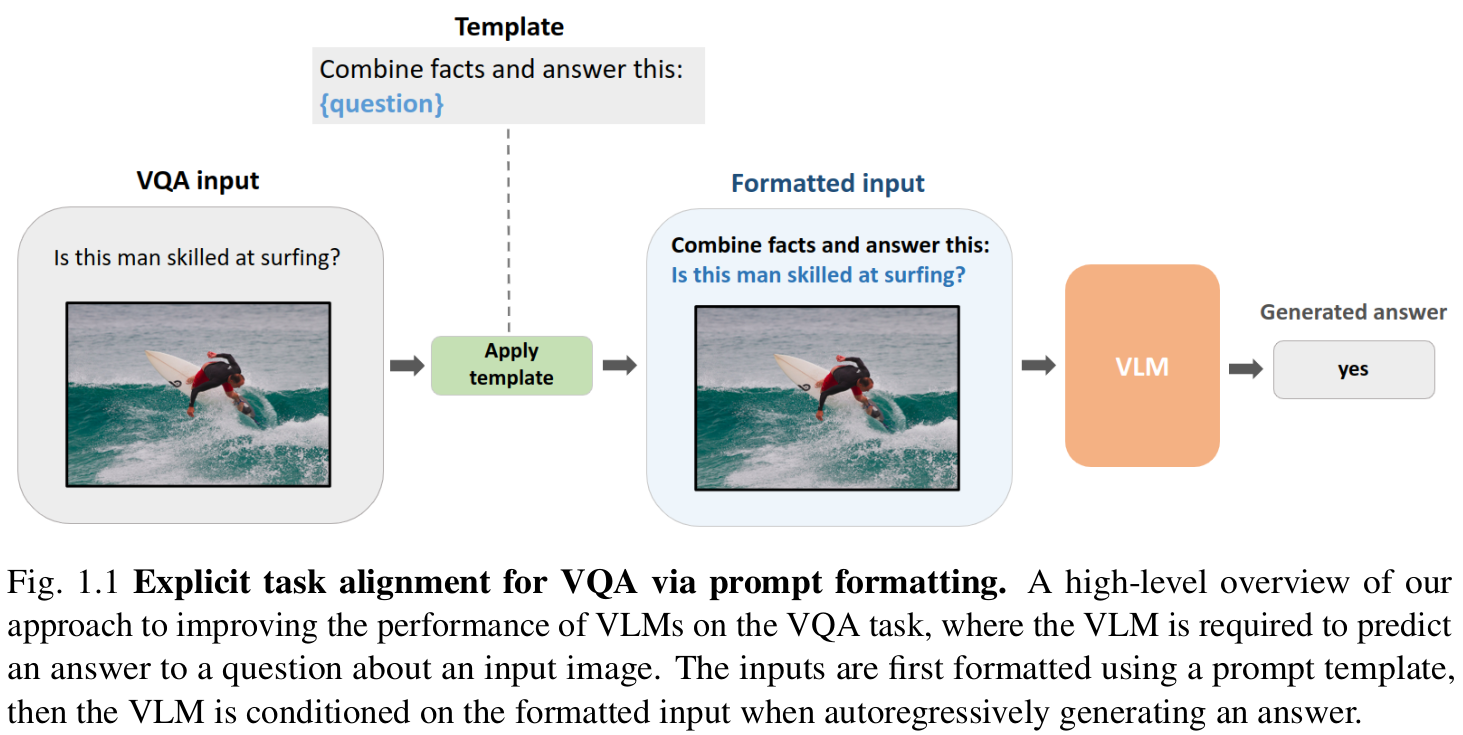 Template
Combine facts and answer this:
{question}
VQA input
Is this man skilled at surfing?
Apply
template
Formatted input
Combine facts and answer this:
Is this man skilled at surfing?
VLM
Generated answer
yes
Fig. 1.1 Explicit task alignment for VQA via prompt formatting. A high-level overview of our
approach to improving the performance of VLMs on the VQA task, where the VLM is required to predict
an answer to a question about an input image. The inputs are first formatted using a prompt template,
then the VLM is conditioned on the formatted input when autoregressively generating an answer.